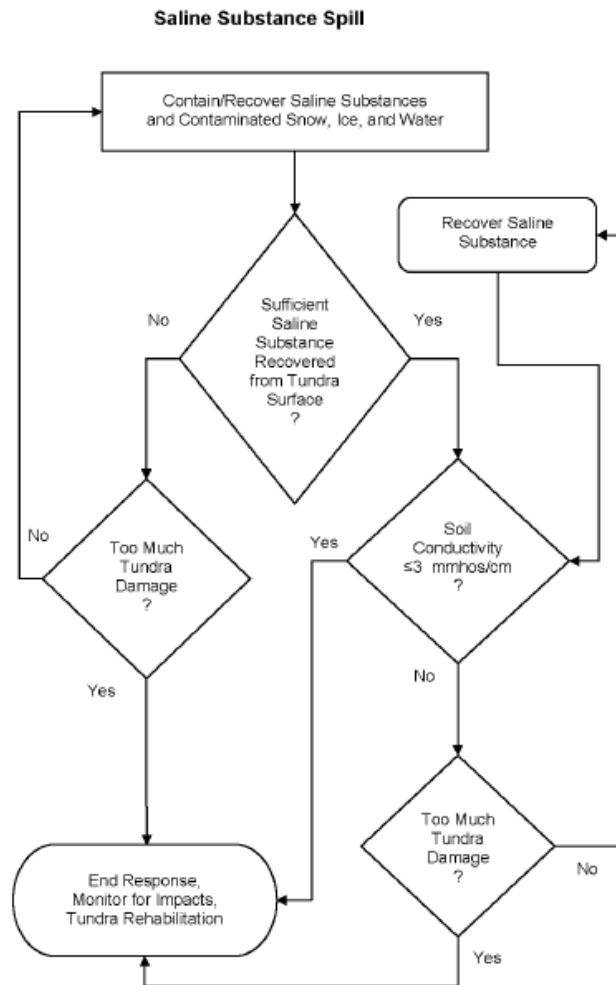 Saline Substance Spill
Contain/Recover Saline Substances
and Contaminated Snow, Ice, and Water
Recover Saline
Substance
No
Sufficient
Saline
Substance
Recovered
from Tundra
Surface
?
Yes
No
Too Much
Tundra
Damage
?
Yes
Yes
Soil
Conductivity
≤3 mmhos/cm
?
No
Too Much
Tundra
Damage
?
No
Yes
End Response,
Monitor for Impacts,
Tundra Rehabilitation